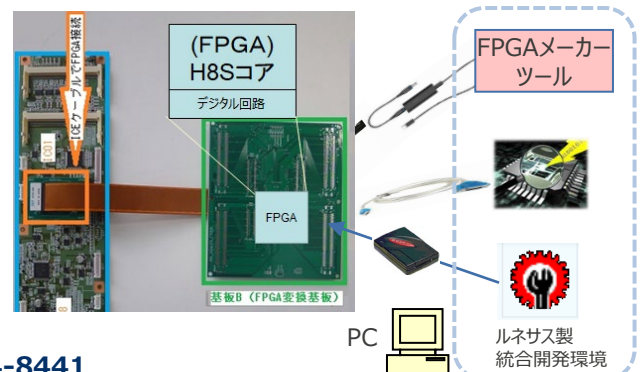 ICEケーブルでFPGA接続
IC01
(FPGA)
H8Sコア
デジタル回路
FPGA
基板B（FPGA変換基板）
FPGAメーカー
ツール
PC
ルネサス製
統合開発環境
-8441